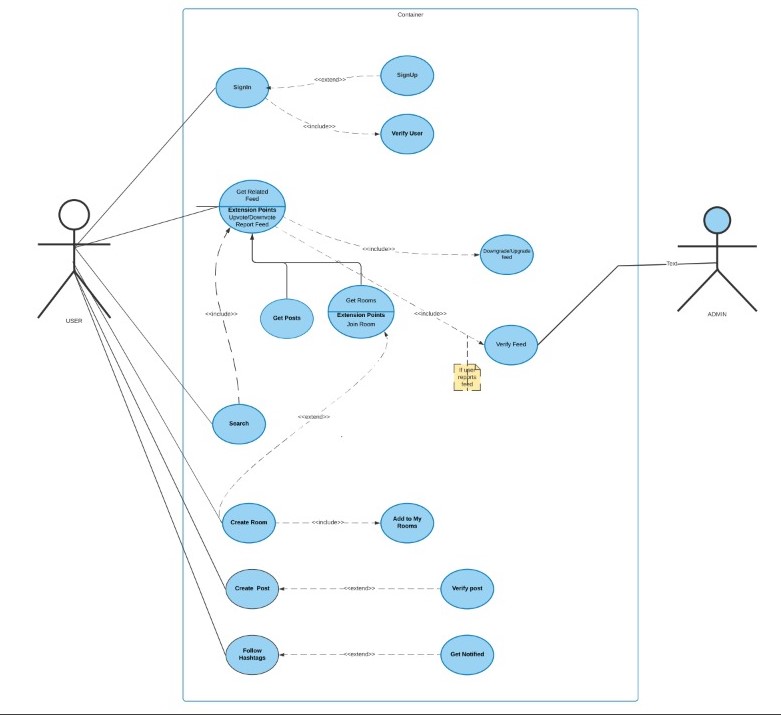 Container
SignIn
<<extend>>
SignUp
<<include>>
Verify User
Get Related
Feed
Extension Points
Upvote/Downvote
Report Feed
<<include>>
Downgrade/Upgrade
Feed
Text
USER
ADMIN
<<include>>
Get Posts
Get Rooms
Extension Points
Join Room
<<include>>
Verify Feed
If user
reports
feed
<<extend>>
Search
Create Room
<<include>>
Add to My
Rooms
Create Post
<<extend>>
Verify post
Follow
Hashtags
<<extend>>
Get Notified